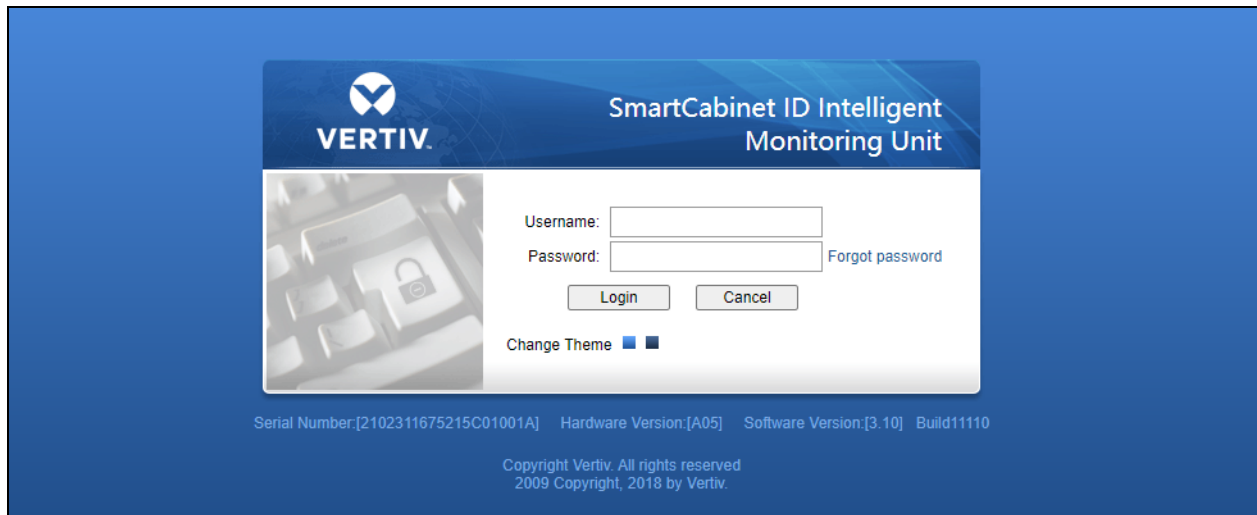 VERTIV™
SmartCabinet ID Intelligent
Monitoring Unit
Username:
Password:
Forgot password
Login
Cancel
Change Theme
Serial Number:[2102311675215C01001A] Hardware Version:[A05] Software Version:[3.10] Build11110
Copyright Vertiv. All rights reserved
2009 Copyright, 2018 by Vertiv.